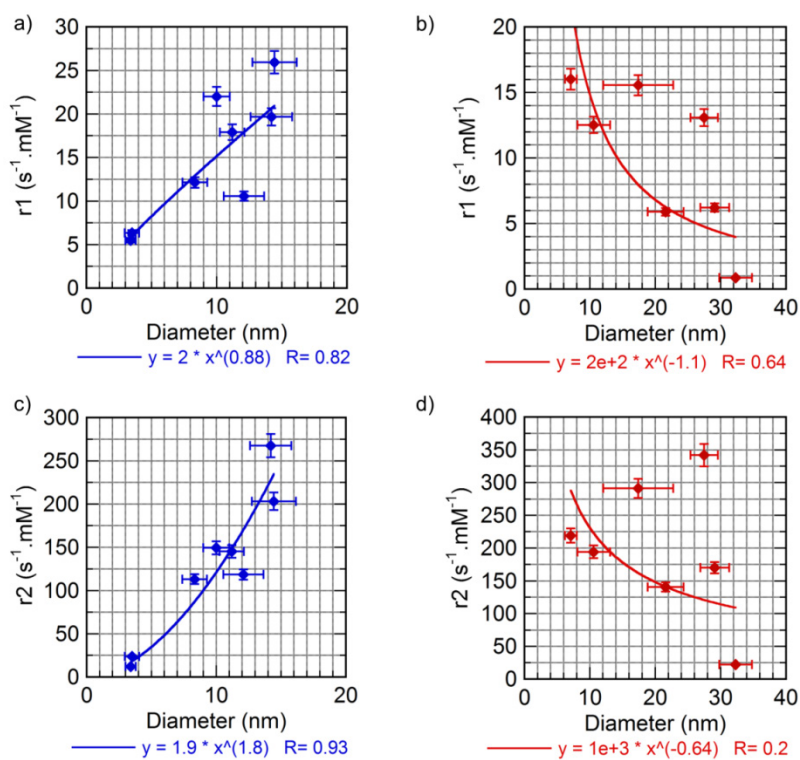 a)
30
25
20
15
10
5
0
r1 (s⁻¹.mM⁻¹)
0 10 20
Diameter (nm)
y = 2 * x^(0.88) R= 0.82
b)
20
15
10
5
0
r1 (s⁻¹.mM⁻¹)
0 10 20 30 40
Diameter (nm)
y = 2e+2 * x^(-1.1) R= 0.64
c)
300
250
200
150
100
50
0
r2 (s⁻¹.mM⁻¹)
0 10 20
Diameter (nm)
y = 1.9 * x^(1.8) R= 0.93
d)
400
350
300
250
200
150
100
50
0
r2 (s⁻¹.mM⁻¹)
0 10 20 30 40
Diameter (nm)
y = 1e+3 * x^(-0.64) R= 0.2